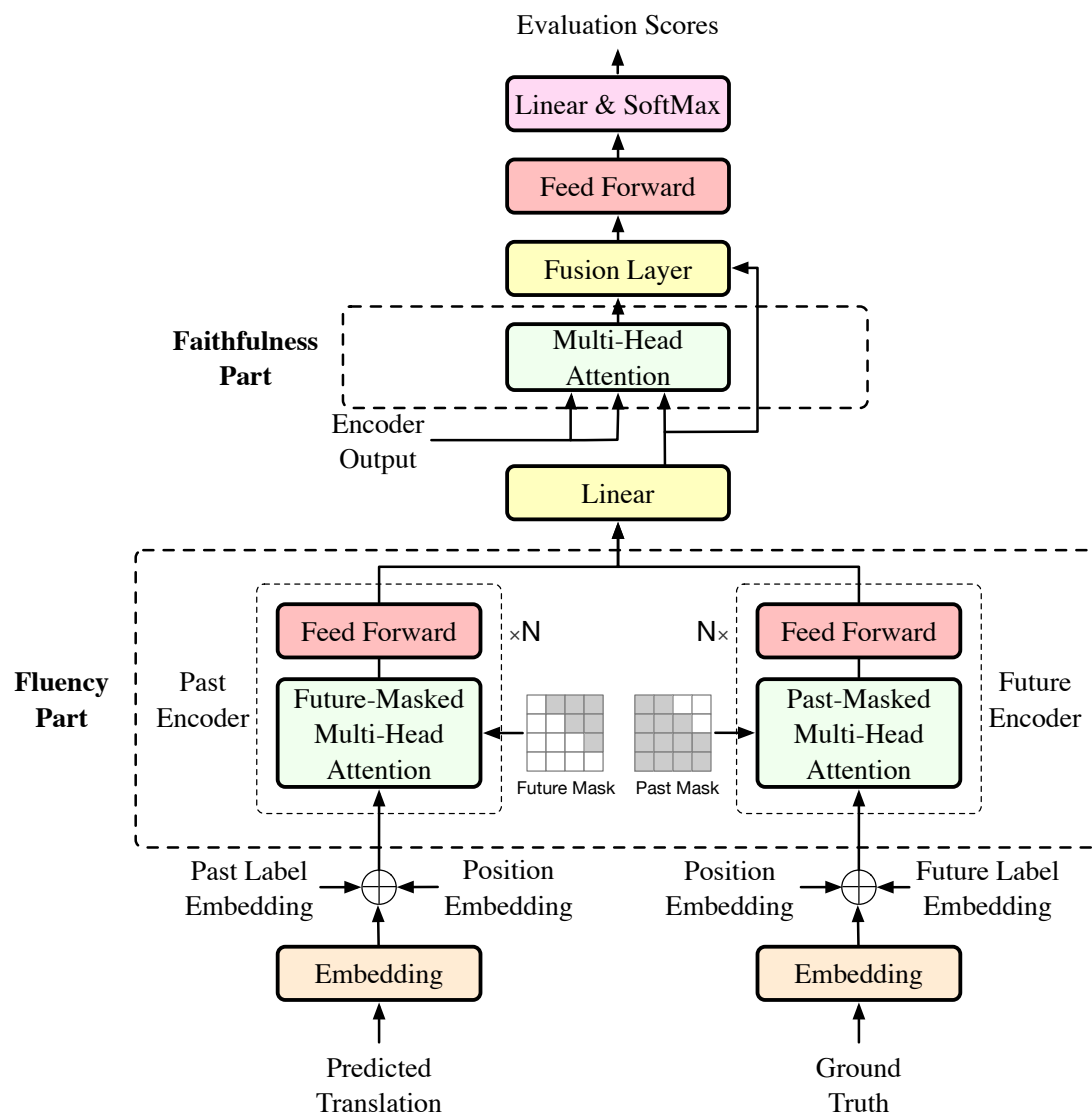 Evaluation Scores
Linear & SoftMax
Feed Forward
Fusion Layer
Faithfulness
Part
Multi-Head
Attention
Encoder
Output
Linear
Fluency
Part
Past
Encoder
Feed Forward
×N
Future-Masked
Multi-Head
Attention
Future Mask
N×
Feed Forward
Past-Masked
Multi-Head
Attention
Past Mask
Future
Encoder
Past Label
Embedding
Position
Embedding
Position
Embedding
Future Label
Embedding
Embedding
Embedding
Predicted
Translation
Ground
Truth